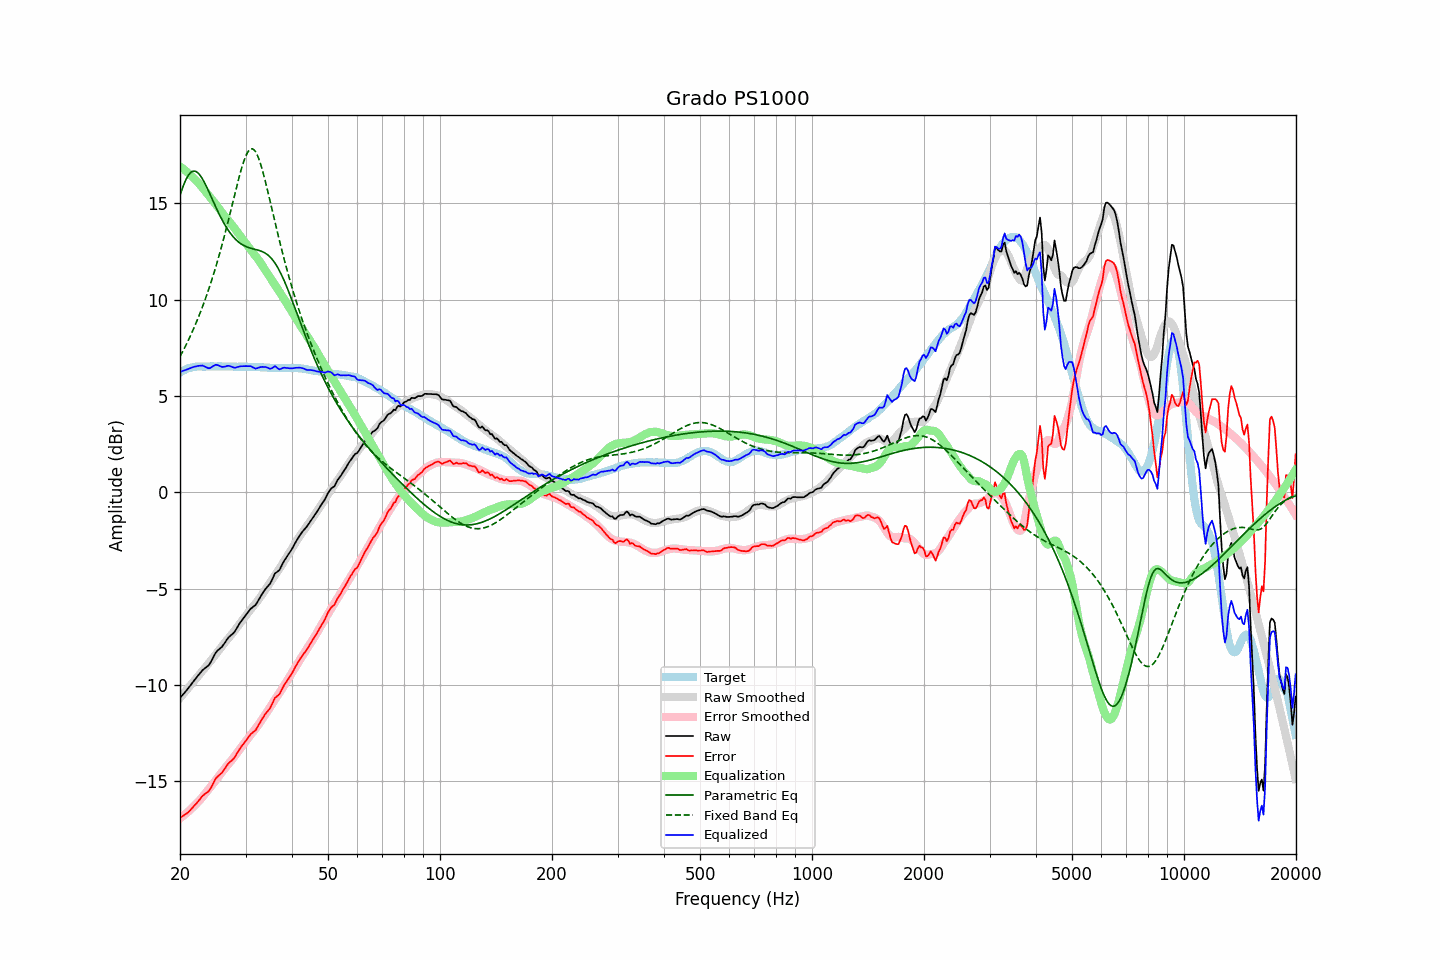 Grado PS1000
Amplitude (dBr)
15
10
5
0
−5
−10
−15
Target
Raw Smoothed
Error Smoothed
Raw
Error
Equalization
Parametric Eq
Fixed Band Eq
Equalized
20 50 100 200 500 1000 2000 5000 10000 20000
Frequency (Hz)